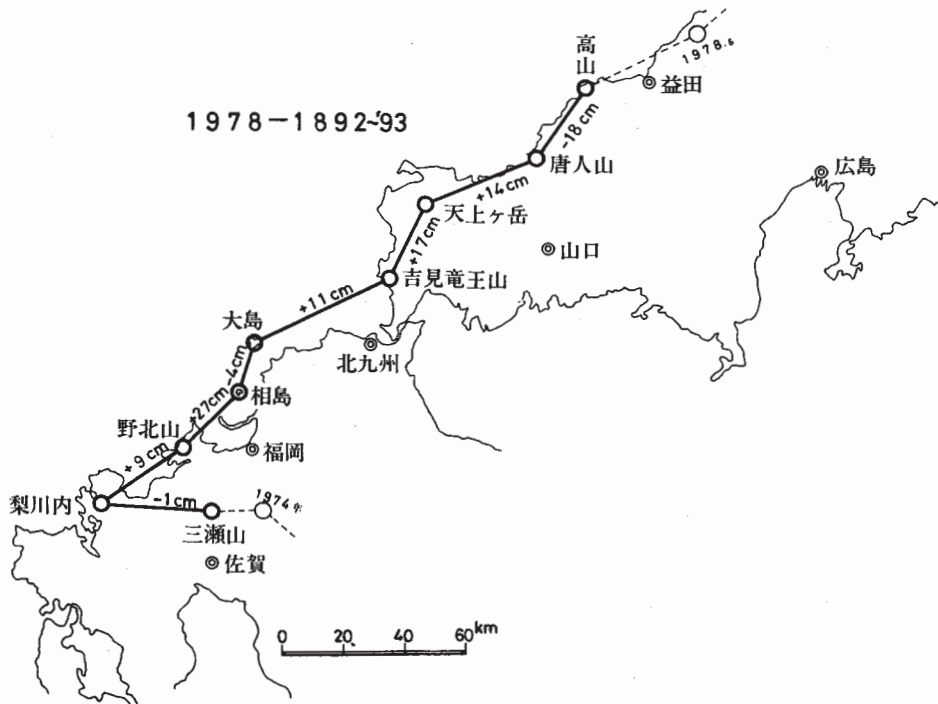 高山
1978.6
益田
1978－1892~'93
-18cm
唐人山
広島
+14cm
天上ヶ岳
+17cm
山口
吉見竜王山
+11cm
大島
北九州
-4cm
相島
+27cm
野北山
福岡
+9cm
梨川内
-1cm
1974年
三瀬山
佐賀
0 20 40 60km